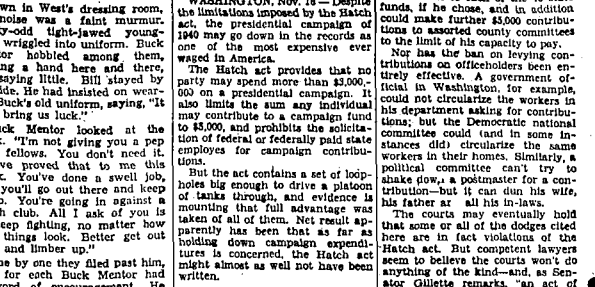 wn in West's dressing room,
noise was a faint murmur.
y-odd tight-jawed young-
wriggled into uniform. Buck
or hobbled among them,
ng a hand here and there,
saying little. Bill stayed by
ide. He had insisted on wear-
Buck's old uniform, saying, "It
bring us luck."
ck Mentor looked at the
. "I'm not giving you a pep
fellows. You don't need it.
ve proved that to me this
. You've done a swell job,
you'll go out there and keep
p. You're going in against a
h club. All I ask of you is
eep fighting, no matter how
things look. Better get out
and limber up."
e by one they filed past him,
for each Buck Mentor had
ord of encouragement. He
WASHINGTON, Nov. 18 — Despite
the limitations imposed by the Hatch
act, the presidential campaign of
1940 may go down in the records as
one of the most expensive ever
waged in America.
The Hatch act provides that no
party may spend more than $3,000,-
000 on a presidential campaign. It
also limits the sum any individual
may contribute to a campaign fund
to $5,000, and prohibits the solicita-
tion of federal or federally paid state
employes for campaign contribu-
tions.
But the act contains a set of loop-
holes big enough to drive a platoon
of tanks through, and evidence is
mounting that full advantage was
taken of all of them. Net result ap-
parently has been that as far as
holding down campaign expendi-
tures is concerned, the Hatch act
might almost as well not have been
written.
funds, if he chose, and in addition
could make further $5,000 contribu-
tions to assorted county committees
to the limit of his capacity to pay.
Nor has the ban on levying con-
tributions on officeholders been en-
tirely effective. A government of-
ficial in Washington, for example,
could not circularize the workers in
his department asking for contribu-
tions; but the Democratic national
committee could (and in some in-
stances did) circularize the same
workers in their homes. Similarly, a
political committee can't try to
shake down a postmaster for a con-
tribution—but it can dun his wife,
his father all his in-laws.
The courts may eventually hold
that some or all of the dodges cited
here are in fact violations of the
Hatch act. But competent lawyers
seem to believe the courts won't do
anything of the kind—and, as Sen-
ator Gillette remarks, "an act of